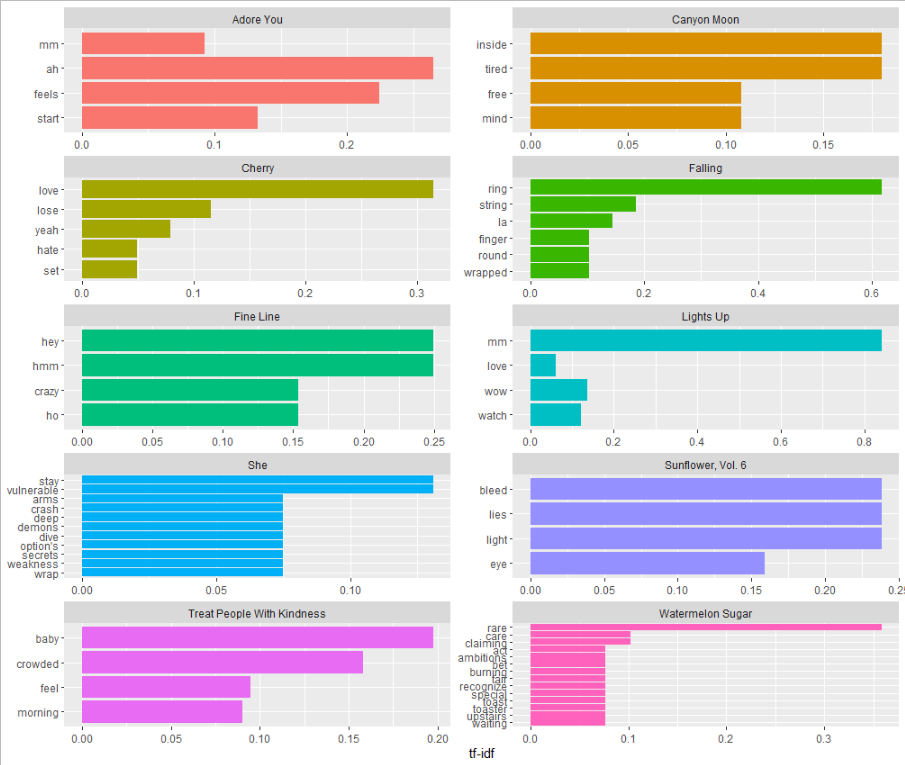 Adore You
mm
ah
feels
start
0.0 0.1 0.2
Canyon Moon
inside
tired
free
mind
0.00 0.05 0.10 0.15
Cherry
love
lose
yeah
hate
set
0.0 0.1 0.2 0.3
Falling
ring
string
la
finger
round
wrapped
0.0 0.2 0.4 0.6
Fine Line
hey
hmm
crazy
ho
0.00 0.05 0.10 0.15 0.20 0.25
Lights Up
mm
love
wow
watch
0.0 0.2 0.4 0.6 0.8
She
stay
vulnerable
arms
crash
deep
demons
dive
option's
secrets
weakness
wrap
0.00 0.05 0.10
Sunflower, Vol. 6
bleed
lies
light
eye
0.00 0.05 0.10 0.15 0.20 0.25
Treat People With Kindness
baby
crowded
feel
morning
0.00 0.05 0.10 0.15 0.20
Watermelon Sugar
rare
care
claiming
act
ambitions
bet
burning
fair
recognize
special
toast
toaster
upstairs
waiting
0.0 0.1 0.2 0.3
tf-idf